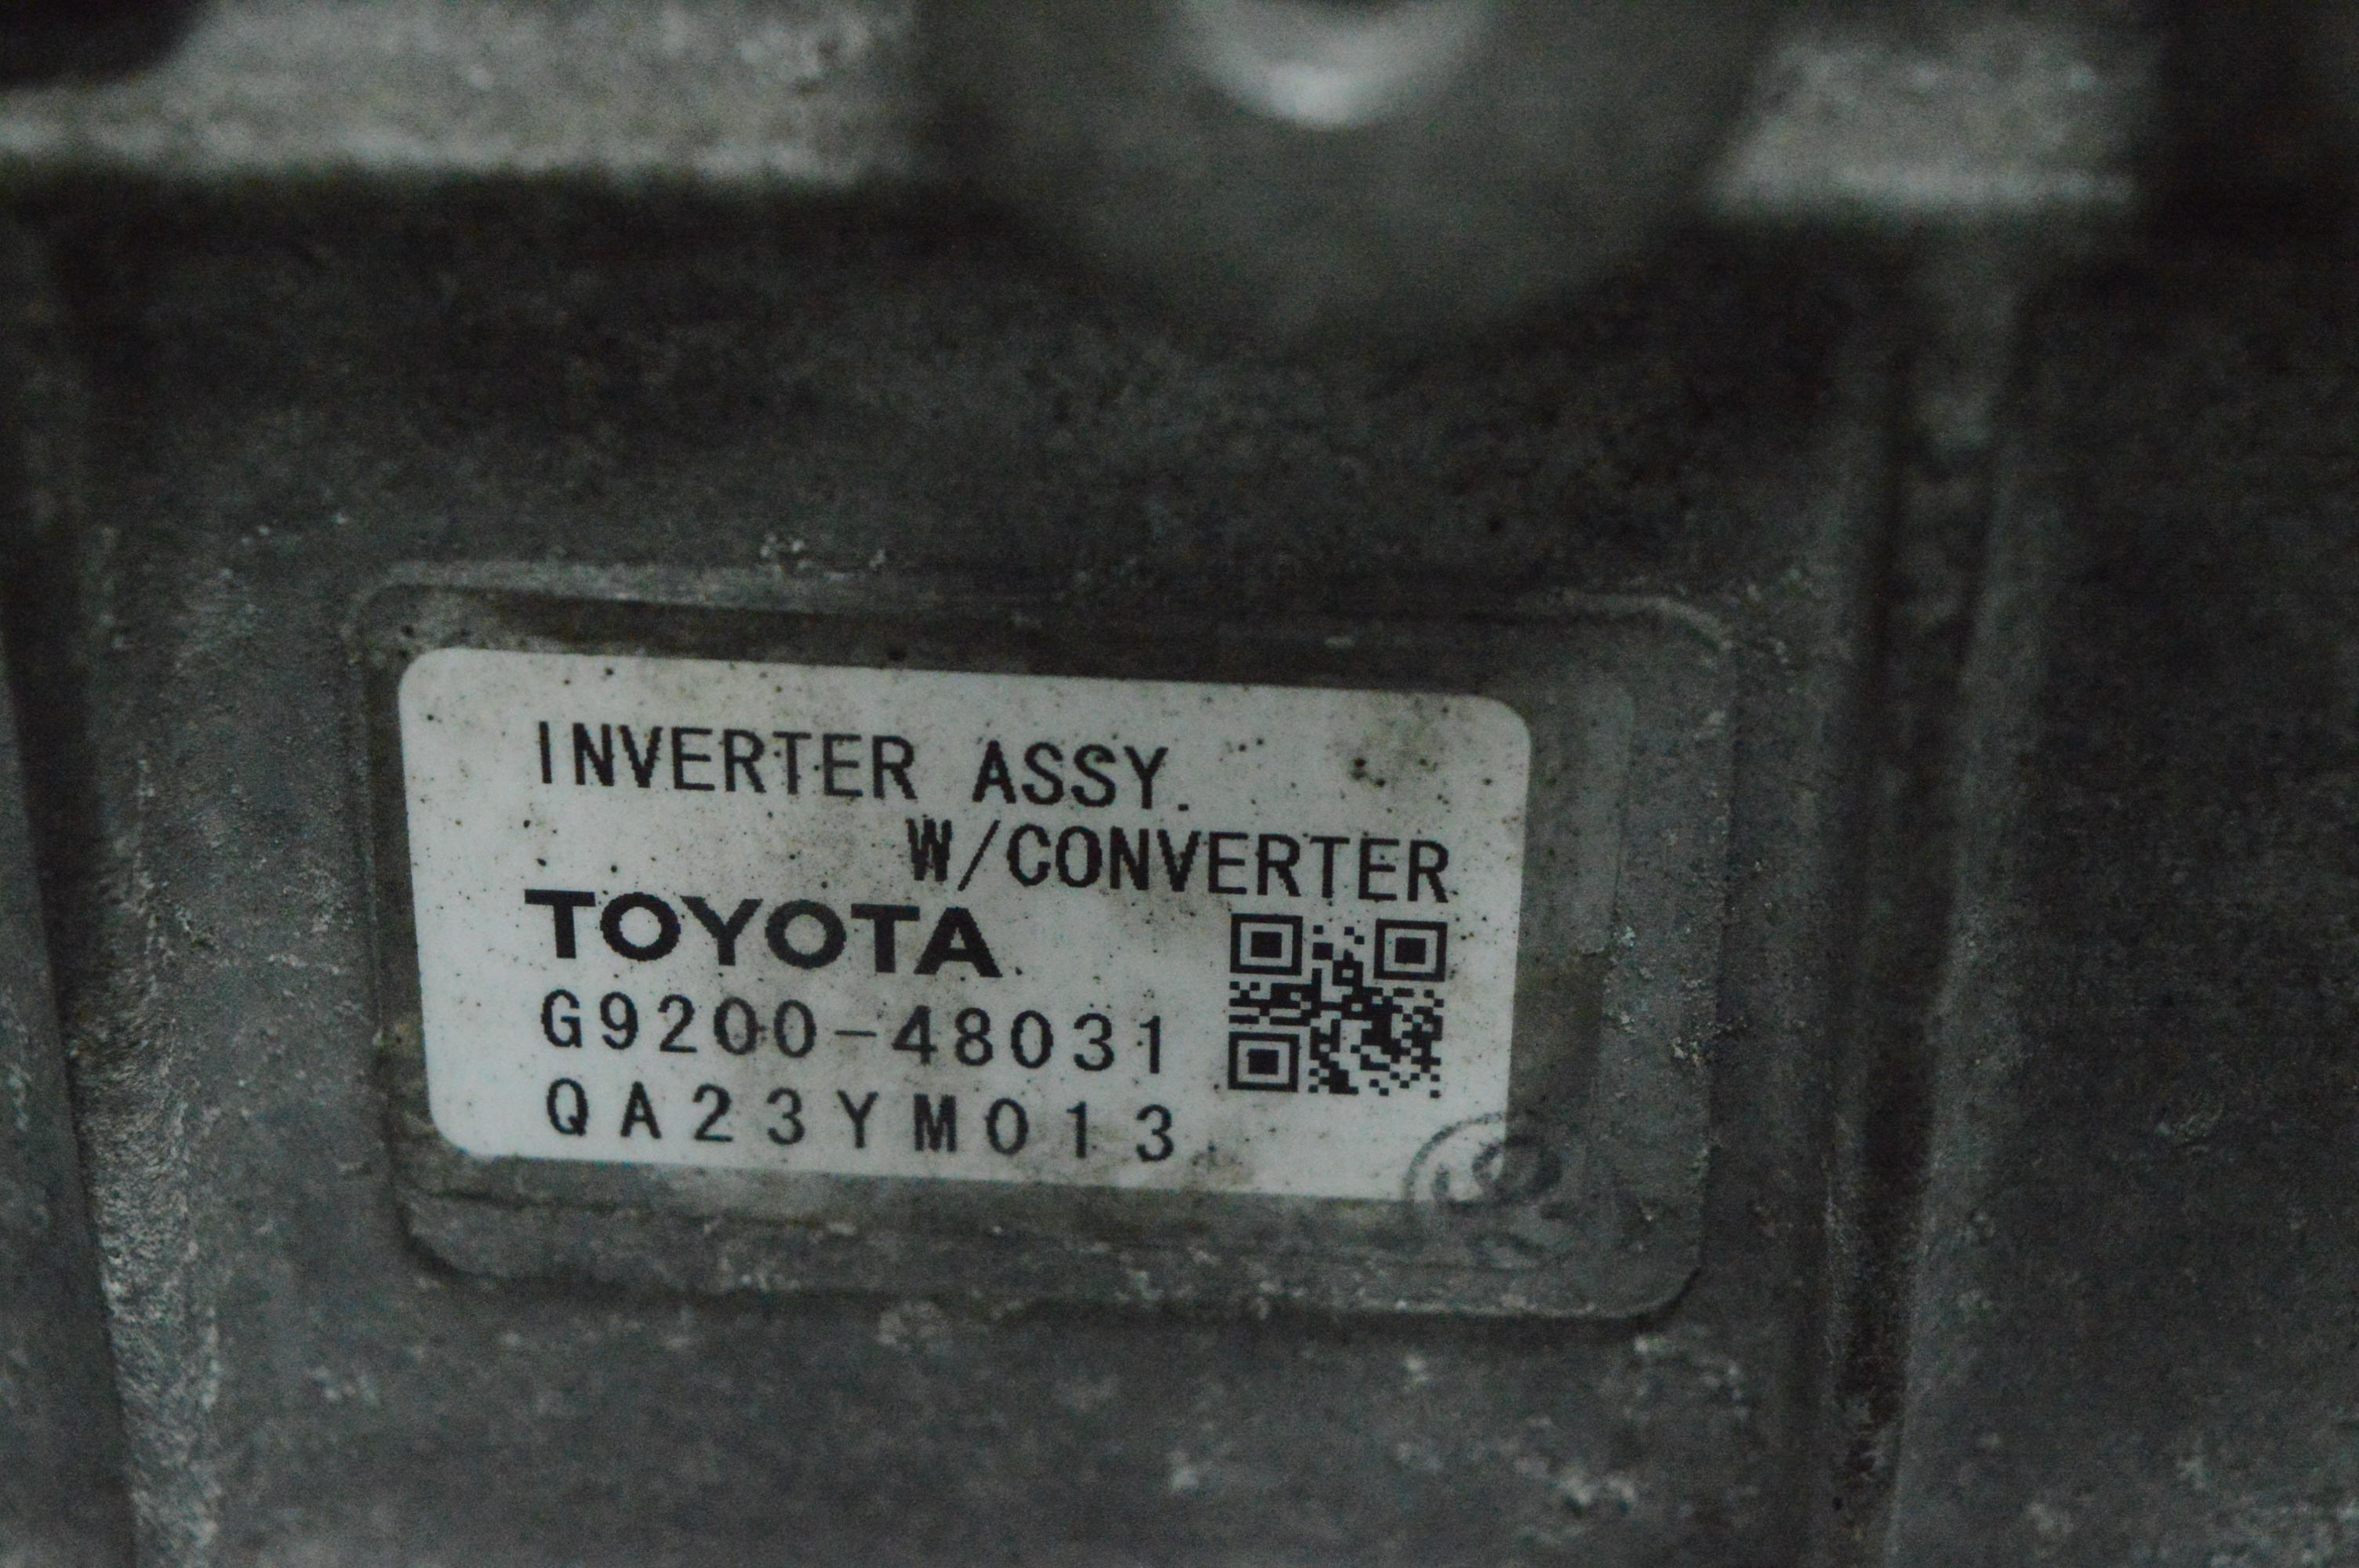 INVERTER ASSY.
W/CONVERTER
TOYOTA
G9200-48031
QA23YM013